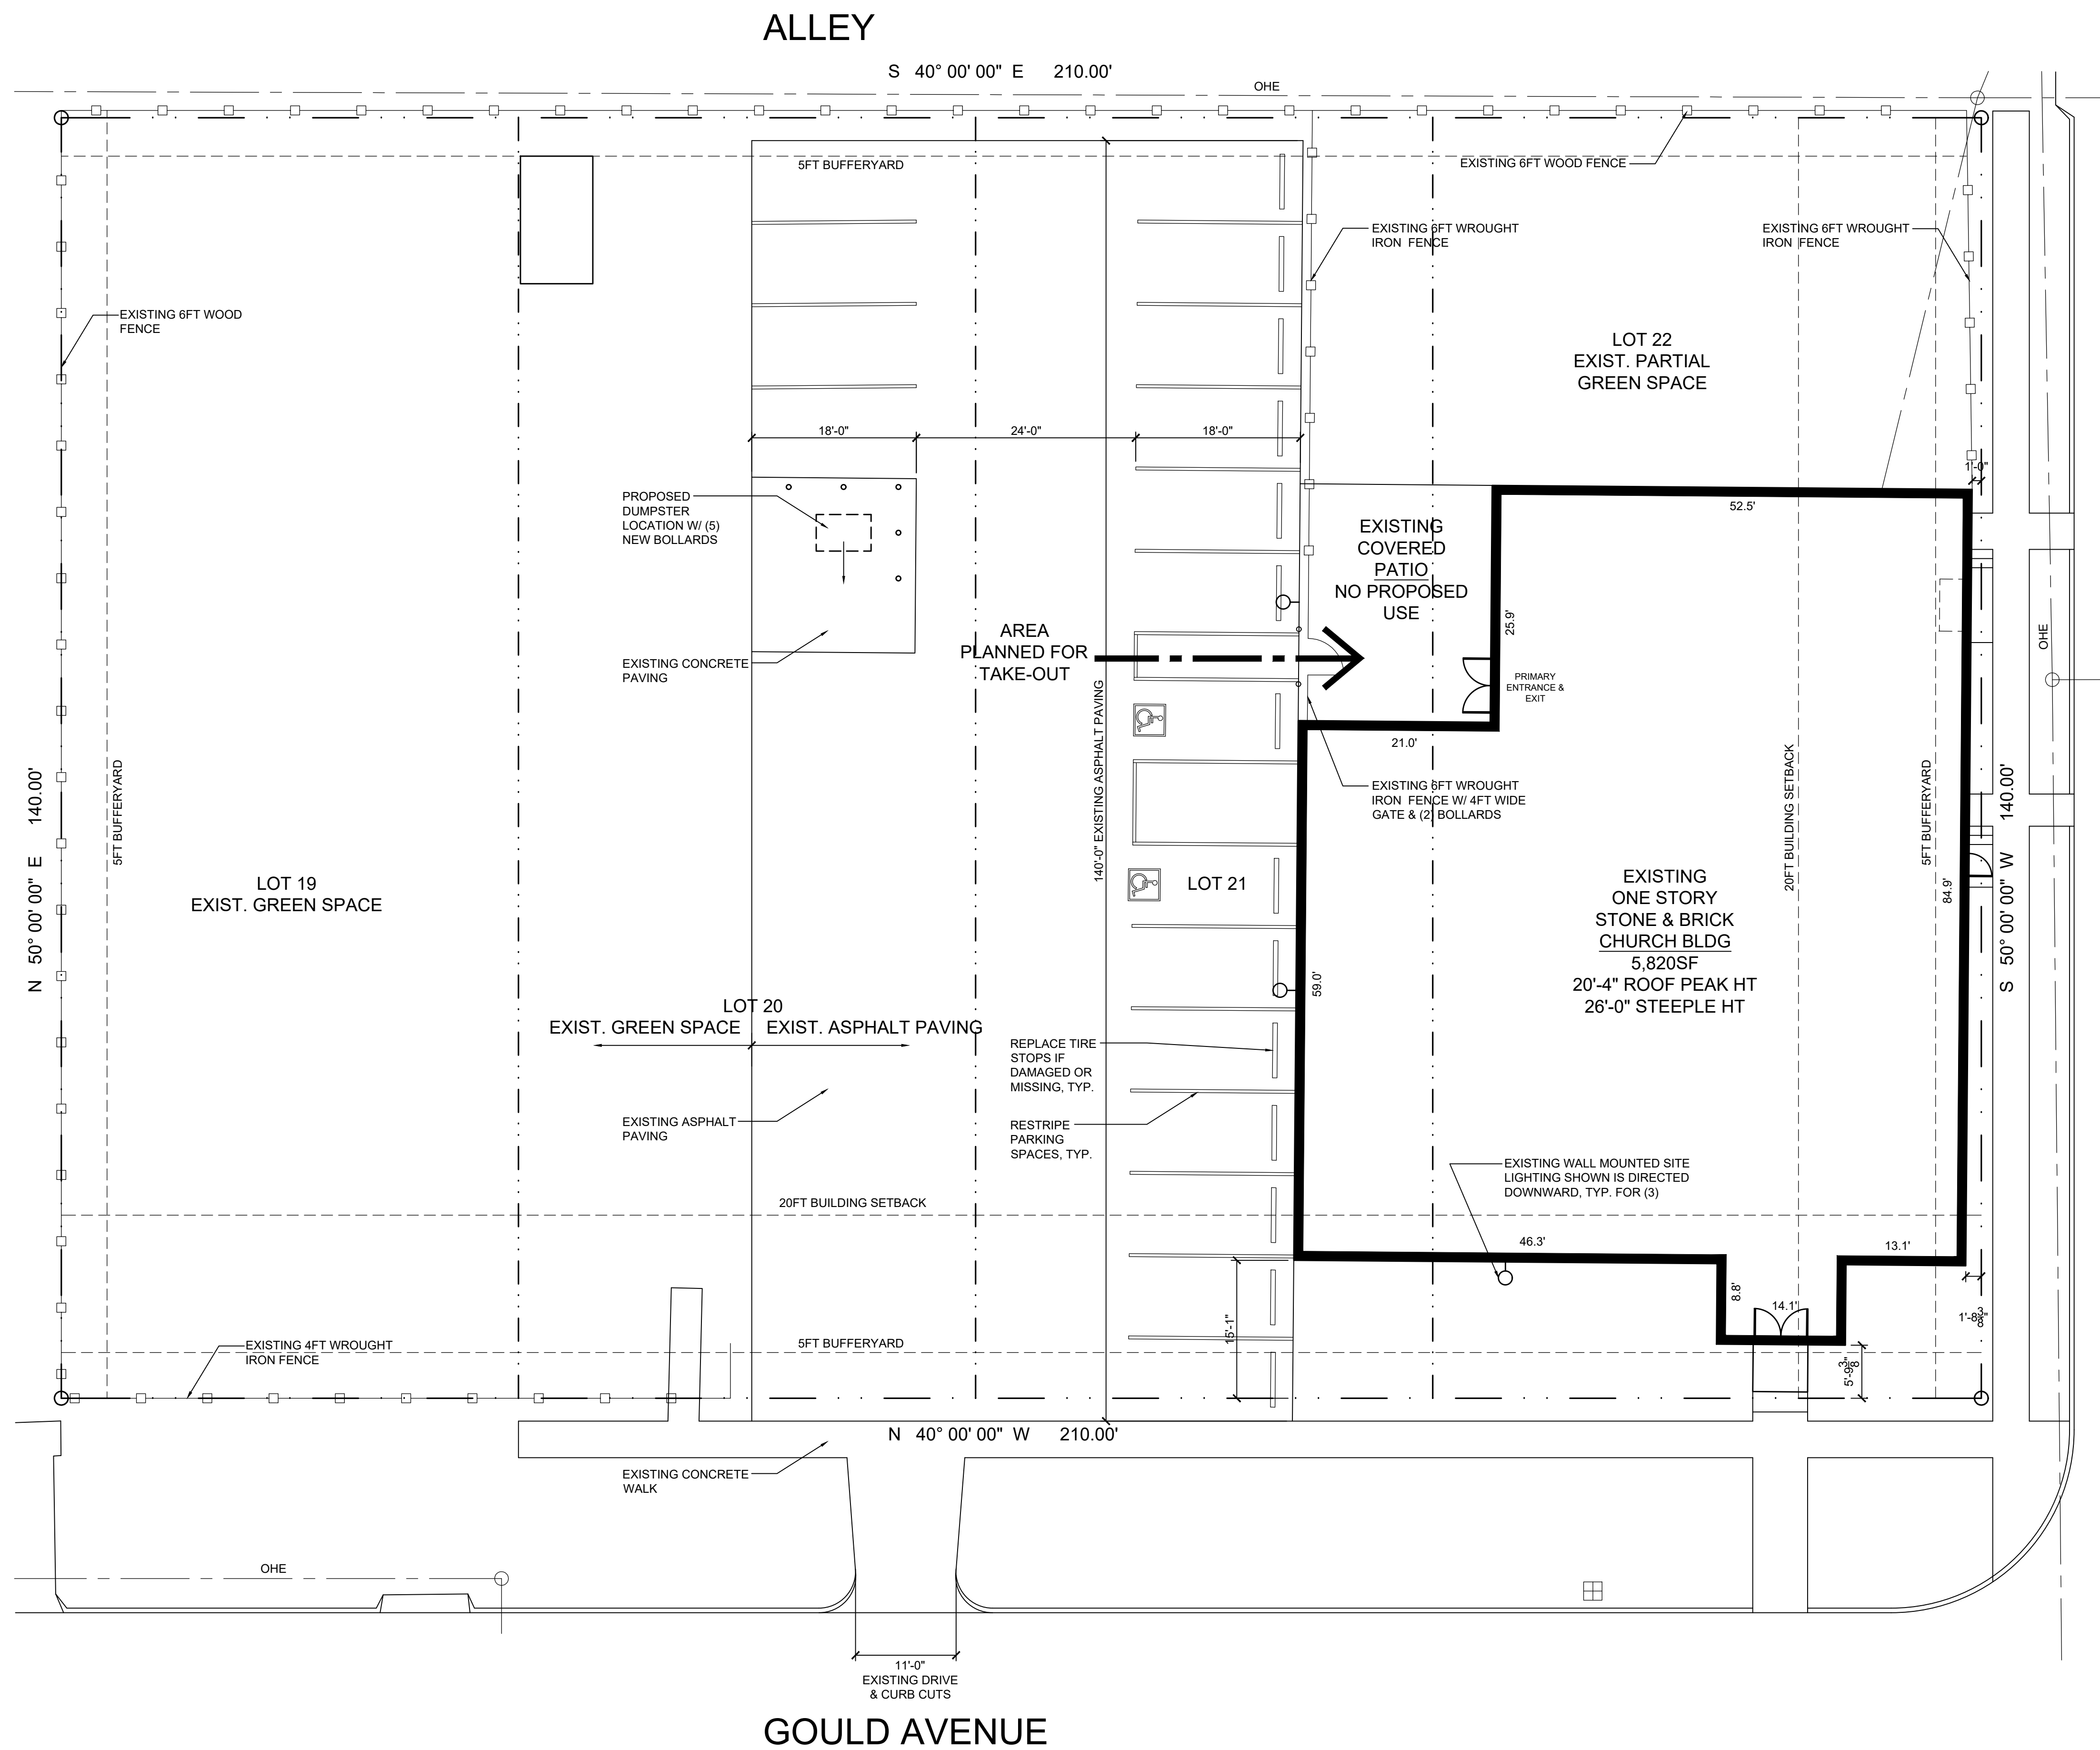 ALLEY
S 40° 00' 00" E 210.00'
OHE
5FT BUFFERYARD
EXISTING 6FT WOOD FENCE
EXISTING 6FT WROUGHT
IRON FENCE
EXISTING 6FT WROUGHT
IRON FENCE
EXISTING 6FT WOOD
FENCE
LOT 22
EXIST. PARTIAL
GREEN SPACE
18'-0"
24'-0"
18'-0"
1'-0"
PROPOSED
DUMPSTER
LOCATION W/ (5)
NEW BOLLARDS
52.5'
EXISTING
COVERED
PATIO
NO PROPOSED
USE
25.9'
AREA
PLANNED FOR
TAKE-OUT
EXISTING CONCRETE
PAVING
PRIMARY
ENTRANCE &
EXIT
OHE
140'-0" EXISTING ASPHALT PAVING
21.0'
EXISTING 6FT WROUGHT
IRON FENCE W/ 4FT WIDE
GATE & (2) BOLLARDS
N 50° 00' 00" E 140.00'
5FT BUFFERYARD
20FT BUILDING SETBACK
5FT BUFFERYARD
S 50° 00' 00" W 140.00'
84.9'
LOT 19
EXIST. GREEN SPACE
LOT 21
EXISTING
ONE STORY
STONE & BRICK
CHURCH BLDG
5,820SF
20'-4" ROOF PEAK HT
26'-0" STEEPLE HT
59.0'
LOT 20
EXIST. GREEN SPACE
EXIST. ASPHALT PAVING
REPLACE TIRE
STOPS IF
DAMAGED OR
MISSING, TYP.
EXISTING ASPHALT
PAVING
RESTRIPE
PARKING
SPACES, TYP.
EXISTING WALL MOUNTED SITE
LIGHTING SHOWN IS DIRECTED
DOWNWARD, TYP. FOR (3)
20FT BUILDING SETBACK
46.3'
13.1'
8.8'
14.1'
1'-8 3/8"
15'-1"
5'-9 3/8"
EXISTING 4FT WROUGHT
IRON FENCE
5FT BUFFERYARD
N 40° 00' 00" W 210.00'
EXISTING CONCRETE
WALK
OHE
11'-0"
EXISTING DRIVE
& CURB CUTS
GOULD AVENUE